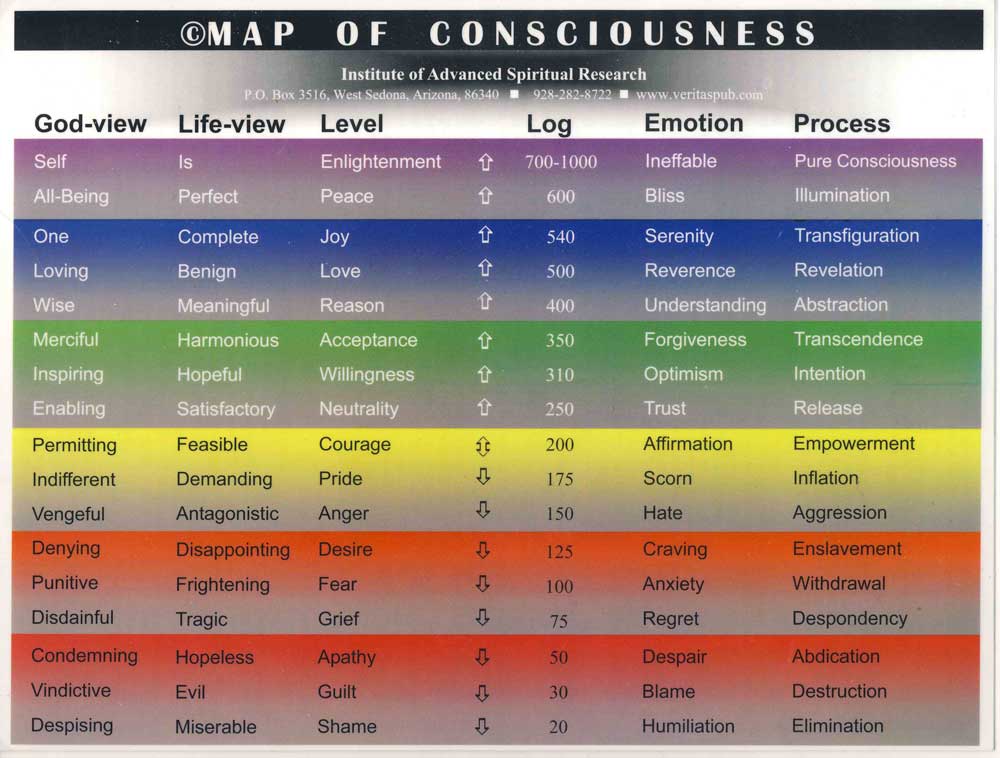 ©MAP OF CONSCIOUSNESS
Institute of Advanced Spiritual Research
P.O. Box 3516, West Sedona, Arizona, 86340 ■ 928-282-8722 ■ www.veritaspub.com
God-view Life-view Level Log Emotion Process
Self Is Enlightenment ⇧ 700-1000 Ineffable Pure Consciousness
All-Being Perfect Peace ⇧ 600 Bliss Illumination
One Complete Joy ⇧ 540 Serenity Transfiguration
Loving Benign Love ⇧ 500 Reverence Revelation
Wise Meaningful Reason ⇧ 400 Understanding Abstraction
Merciful Harmonious Acceptance ⇧ 350 Forgiveness Transcendence
Inspiring Hopeful Willingness ⇧ 310 Optimism Intention
Enabling Satisfactory Neutrality ⇧ 250 Trust Release
Permitting Feasible Courage ⇳ 200 Affirmation Empowerment
Indifferent Demanding Pride ⇩ 175 Scorn Inflation
Vengeful Antagonistic Anger ⇩ 150 Hate Aggression
Denying Disappointing Desire ⇩ 125 Craving Enslavement
Punitive Frightening Fear ⇩ 100 Anxiety Withdrawal
Disdainful Tragic Grief ⇩ 75 Regret Despondency
Condemning Hopeless Apathy ⇩ 50 Despair Abdication
Vindictive Evil Guilt ⇩ 30 Blame Destruction
Despising Miserable Shame ⇩ 20 Humiliation Elimination